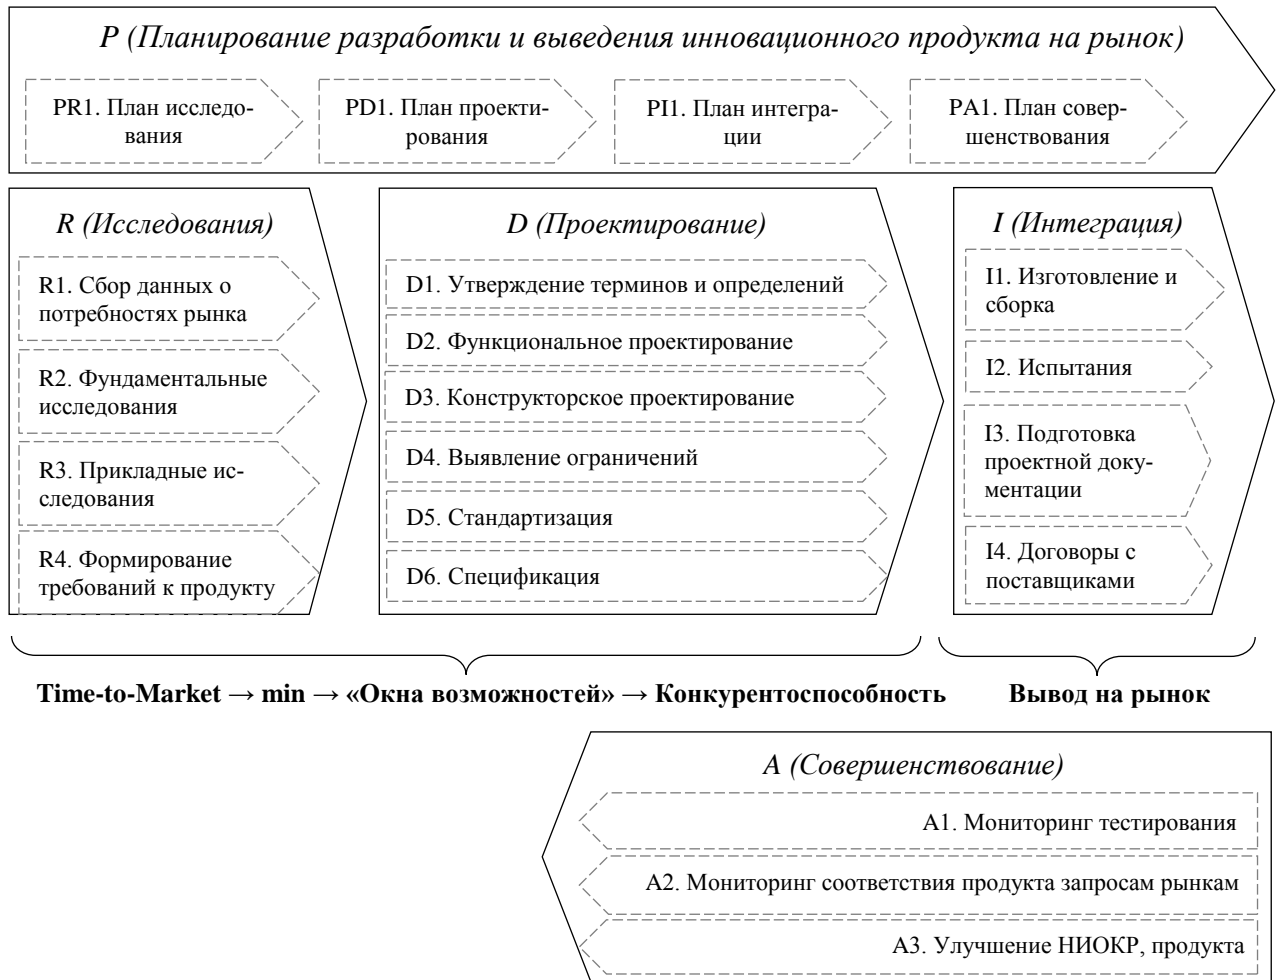 P (Планирование разработки и выведения инновационного продукта на рынок)
PR1. План исследо-
вания
PD1. План проекти-
рования
PI1. План интегра-
ции
PA1. План совер-
шенствования
R (Исследования)
R1. Сбор данных о
потребностях рынка
R2. Фундаментальные
исследования
R3. Прикладные ис-
следования
R4. Формирование
требований к продукту
D (Проектирование)
D1. Утверждение терминов и определений
D2. Функциональное проектирование
D3. Конструкторское проектирование
D4. Выявление ограничений
D5. Стандартизация
D6. Спецификация
I (Интеграция)
I1. Изготовление и
сборка
I2. Испытания
I3. Подготовка
проектной доку-
ментации
I4. Договоры с
поставщиками
Time-to-Market → min → «Окна возможностей» → Конкурентоспособность
Вывод на рынок
A (Совершенствование)
A1. Мониторинг тестирования
A2. Мониторинг соответствия продукта запросам рынкам
A3. Улучшение НИОКР, продукта